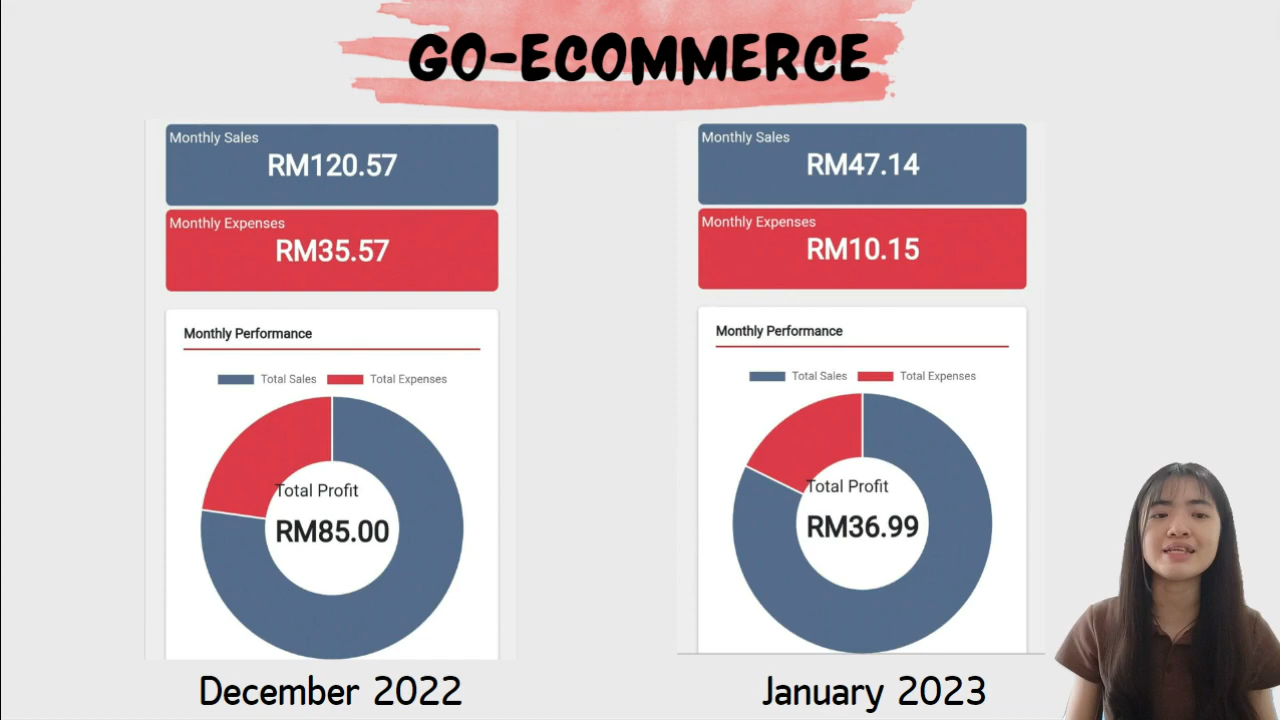 GO-ECOMMERCE
Monthly Sales
RM120.57
Monthly Expenses
RM35.57
Monthly Performance
Total Sales Total Expenses
Total Profit
RM85.00
December 2022
Monthly Sales
RM47.14
Monthly Expenses
RM10.15
Monthly Performance
Total Sales Total Expenses
Total Profit
RM36.99
January 2023